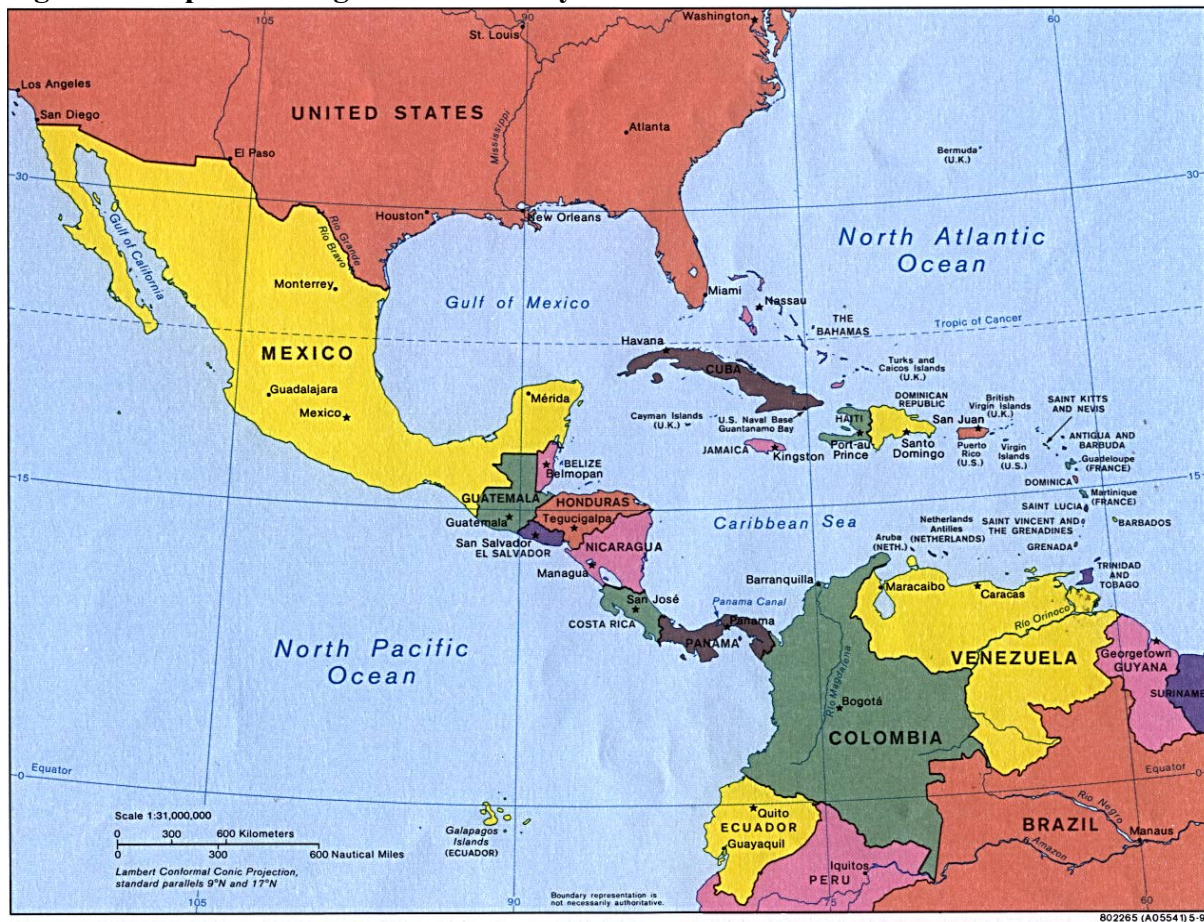 105
90
Washington
60
St. Louis
Los Angeles
San Diego
UNITED STATES
Atlanta
Mississippi
El Paso
Bermuda
(U.K.)
30
30
Houston
New Orleans
Rio Grande
Rio Bravo
Gulf of California
North Atlantic
Ocean
Monterrey
Gulf of Mexico
Miami
Nassau
THE
BAHAMAS
Tropic of Cancer
MEXICO
Havana
CUBA
Turks and
Caicos Islands
(U.K.)
Guadalajara
Mexico
Mérida
Cayman Islands
(U.K.)
U.S. Naval Base
Guantanamo Bay
HAITI
DOMINICAN
REPUBLIC
San Juan
British
Virgin Islands
(U.K.)
SAINT KITTS
AND NEVIS
JAMAICA
Kingston
Port-au
Prince
Santo
Domingo
Puerto
Rico
(U.S.)
Virgin
Islands
(U.S.)
ANTIGUA AND
BARBUDA
Guadeloupe
(FRANCE)
BELIZE
Belmopan
15
15
DOMINICA
Martinique
(FRANCE)
GUATEMALA
HONDURAS
SAINT LUCIA
Guatemala
Tegucigalpa
Caribbean Sea
Netherlands
Antilles
(NETHERLANDS)
SAINT VINCENT AND
THE GRENADINES
BARBADOS
San Salvador
EL SALVADOR
NICARAGUA
Aruba
(NETH.)
GRENADA
Managua
Barranquilla
Maracaibo
Caracas
TRINIDAD
AND
TOBAGO
San José
COSTA RICA
Panama Canal
Panama
PANAMA
Río Orinoco
North Pacific
Ocean
VENEZUELA
Georgetown
GUYANA
SURINAME
Río Magdalena
Bogotá
COLOMBIA
0
Equator
Equator
0
Scale 1:31,000,000
0 300 600 Kilometers
0 300 600 Nautical Miles
Lambert Conformal Conic Projection,
standard parallels 9°N and 17°N
Galapagos
Islands
(ECUADOR)
Quito
ECUADOR
Guayaquil
Rio Negro
BRAZIL
Manaus
Amazon
Iquitos
PERU
Boundary representation is
not necessarily authoritative.
105
90
75
60